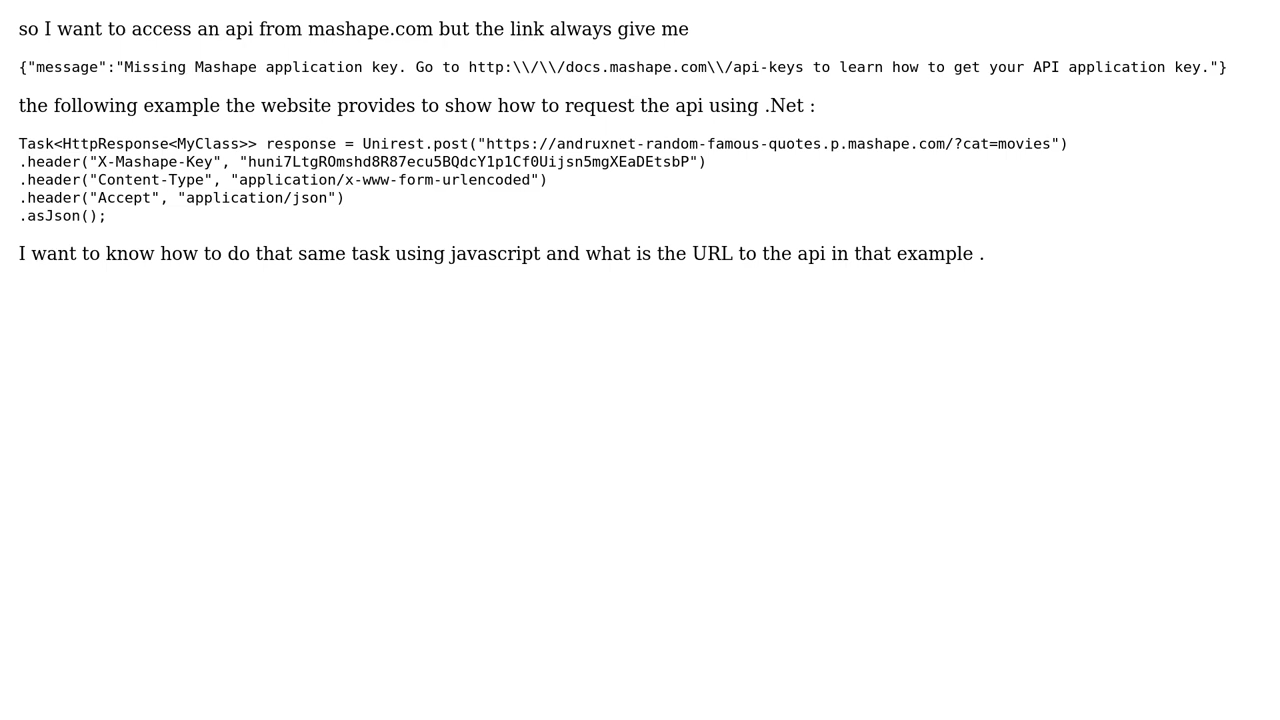 so I want to access an api from mashape.com but the link always give me
{"message":"Missing Mashape application key. Go to http:\\/\\/docs.mashape.com\\/api-keys to learn how to get your API application key."}
the following example the website provides to show how to request the api using .Net :
Task<HttpResponse<MyClass>> response = Unirest.post("https://andruxnet-random-famous-quotes.p.mashape.com/?cat=movies")
.header("X-Mashape-Key", "huni7LtgROmshd8R87ecu5BQdcY1p1Cf0Uijsn5mgXEaDEtsbP")
.header("Content-Type", "application/x-www-form-urlencoded")
.header("Accept", "application/json")
.asJson();
I want to know how to do that same task using javascript and what is the URL to the api in that example .